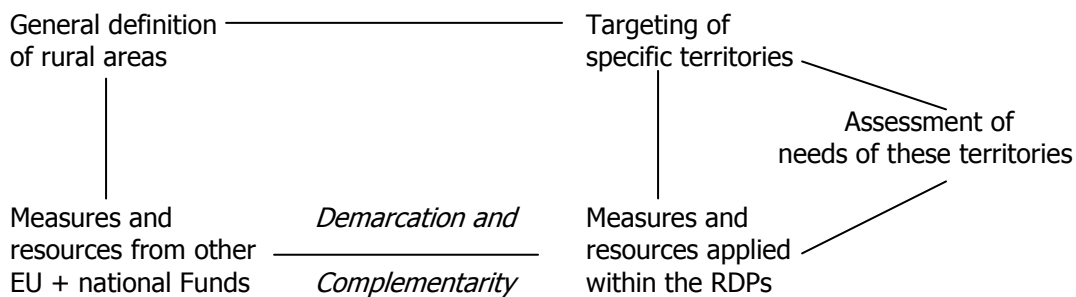 General definition
of rural areas
Targeting of
specific territories
Assessment of
needs of these territories
Measures and
resources from other
EU + national Funds
Demarcation and
Complementarity
Measures and
resources applied
within the RDPs